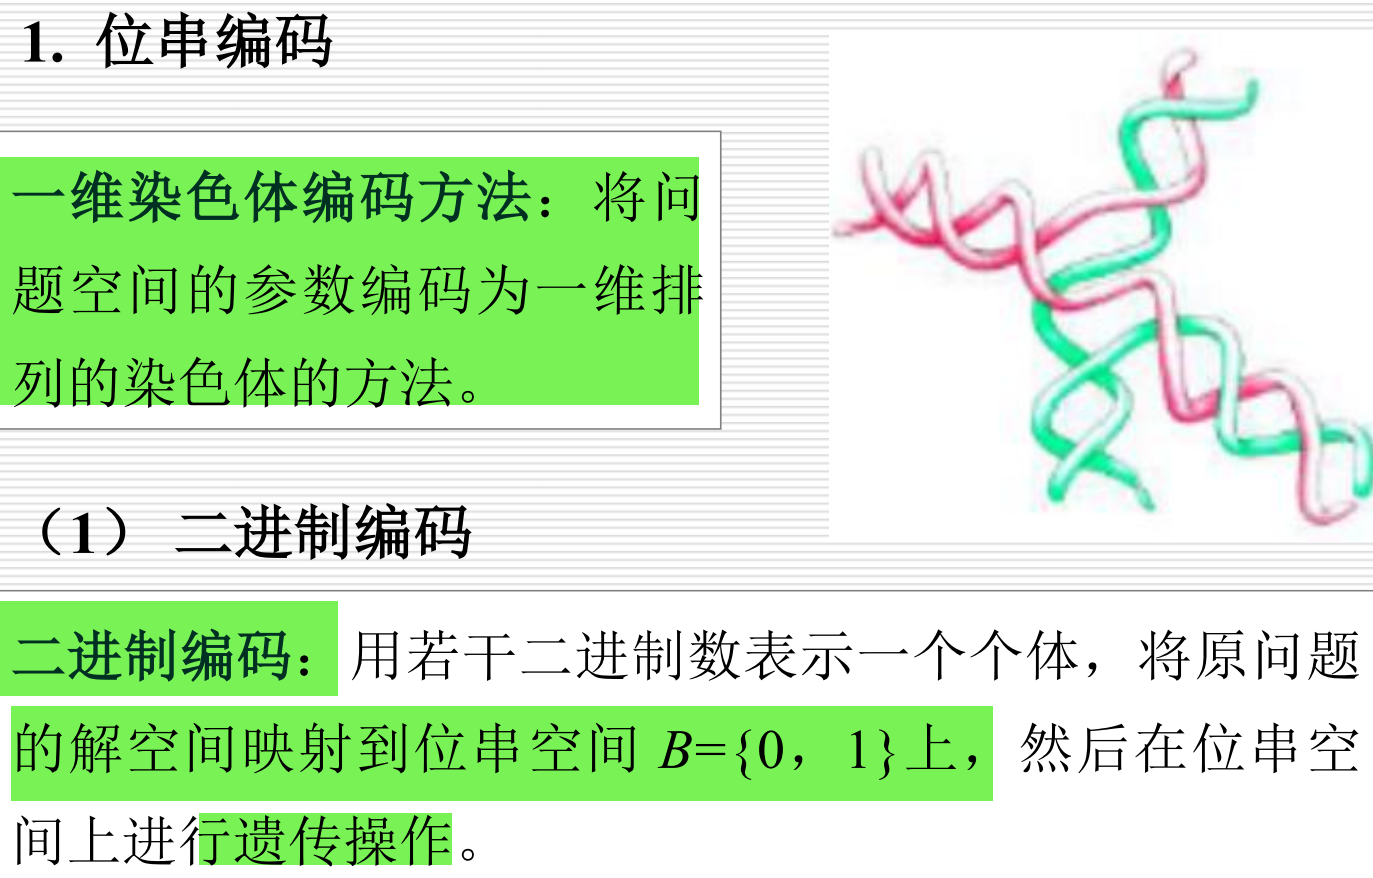 1. 位串编码
一维染色体编码方法：将问
题空间的参数编码为一维排
列的染色体的方法。
（1） 二进制编码
二进制编码：用若干二进制数表示一个个体，将原问题
的解空间映射到位串空间 B={0，1}上，然后在位串空
间上进行遗传操作。